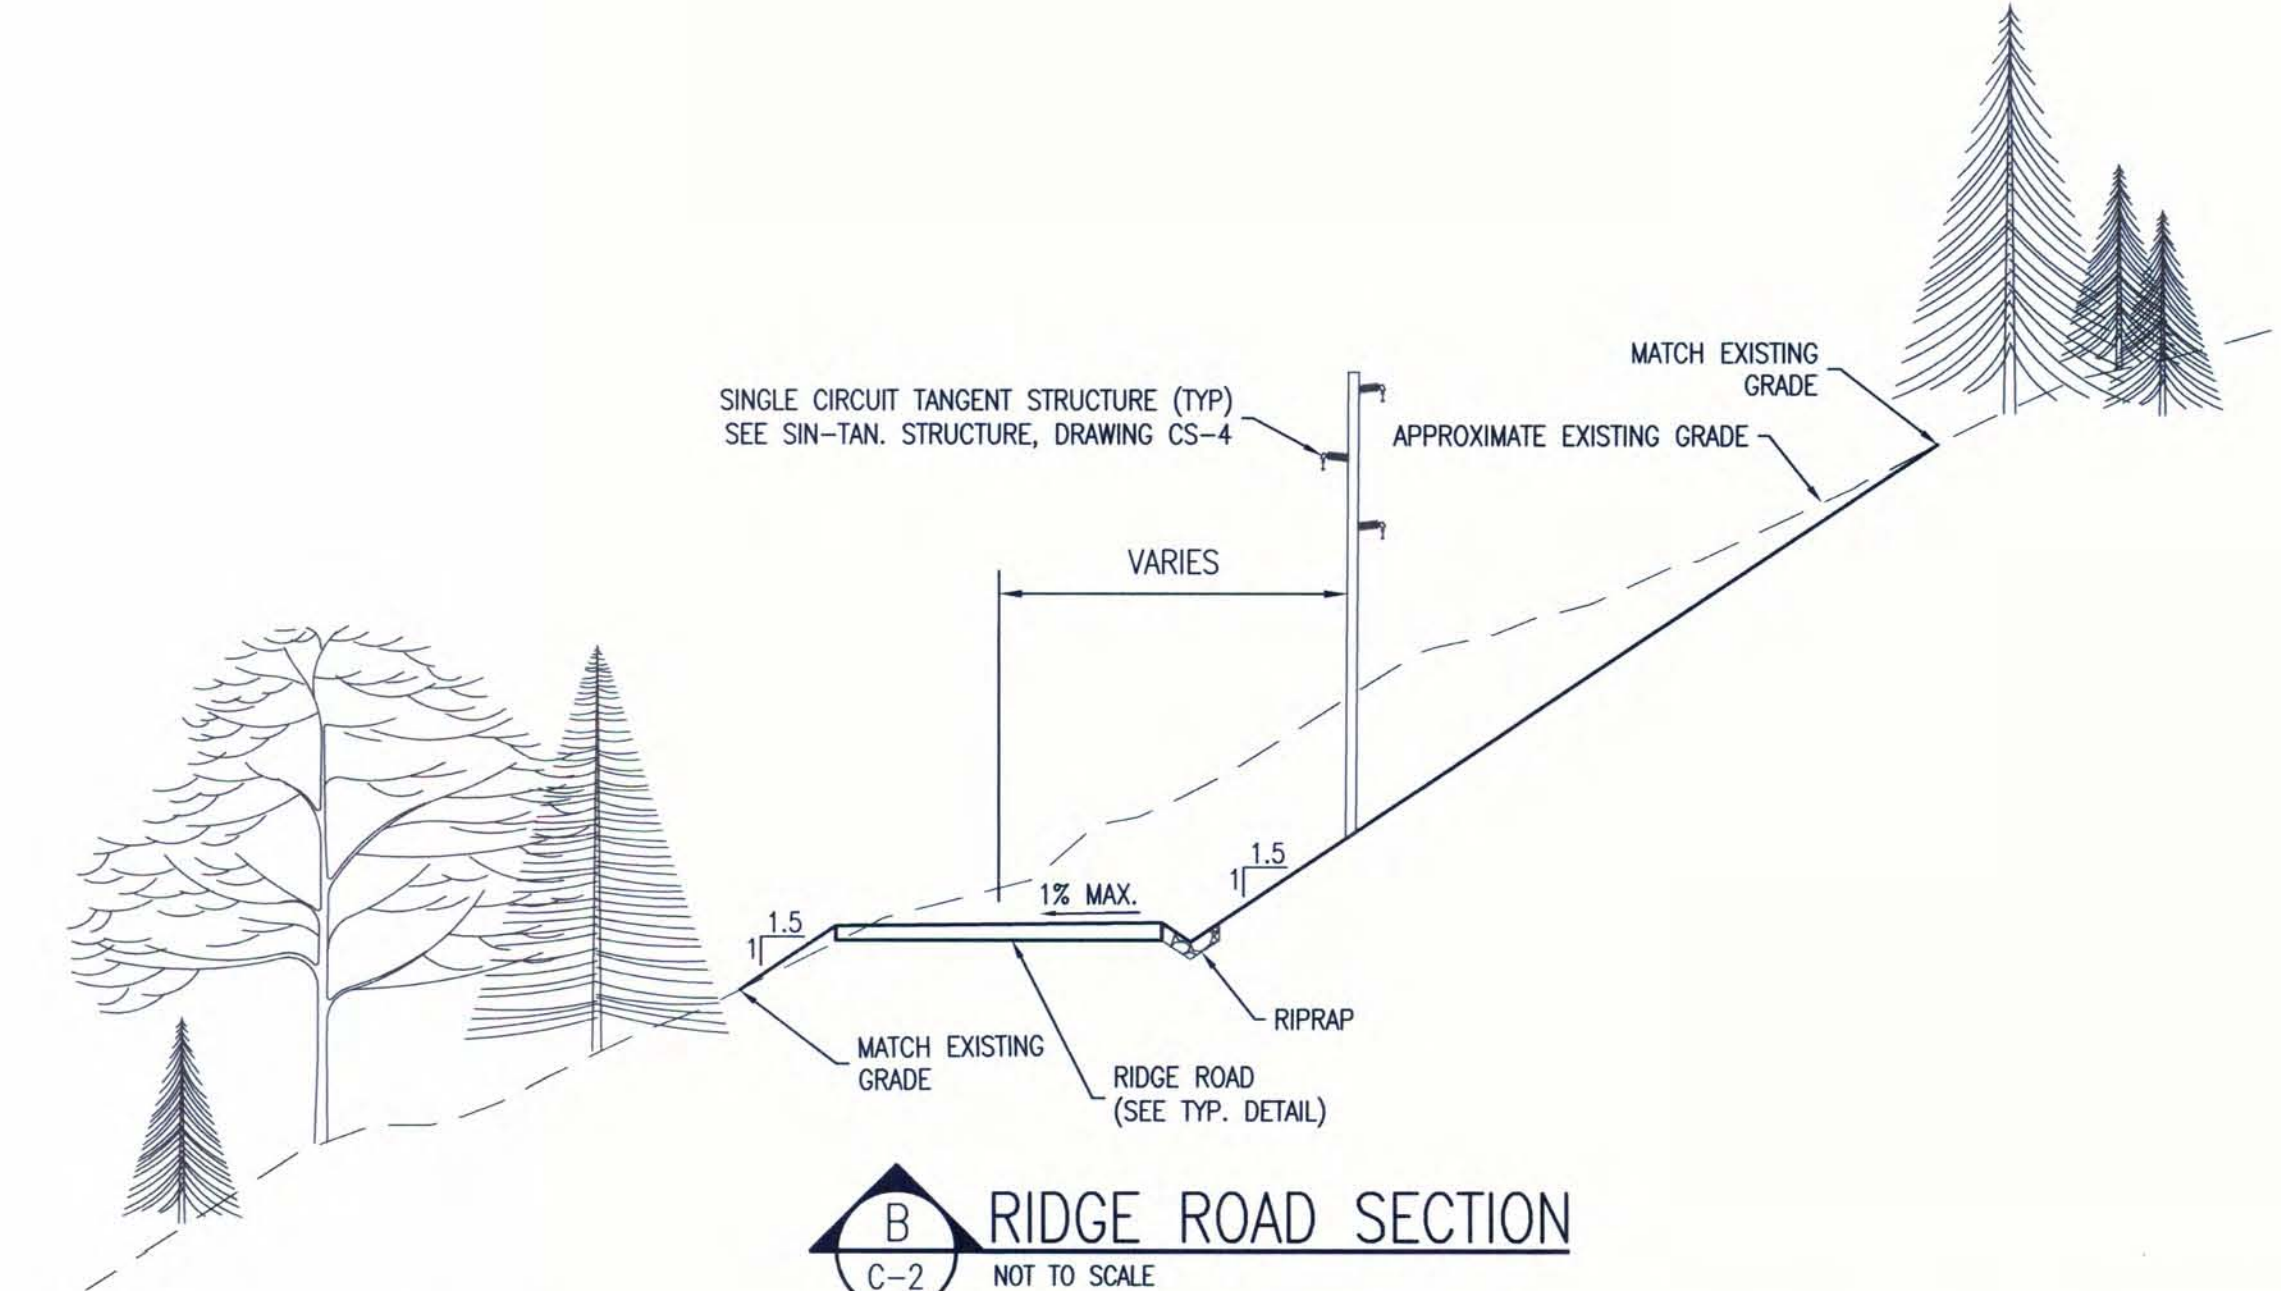 MATCH EXISTING
GRADE
SINGLE CIRCUIT TANGENT STRUCTURE (TYP)
SEE SIN-TAN. STRUCTURE, DRAWING CS-4
APPROXIMATE EXISTING GRADE
VARIES
1.5
1
1% MAX.
1.5
1
RIPRAP
MATCH EXISTING
GRADE
RIDGE ROAD
(SEE TYP. DETAIL)
B
C-2
RIDGE ROAD SECTION
NOT TO SCALE